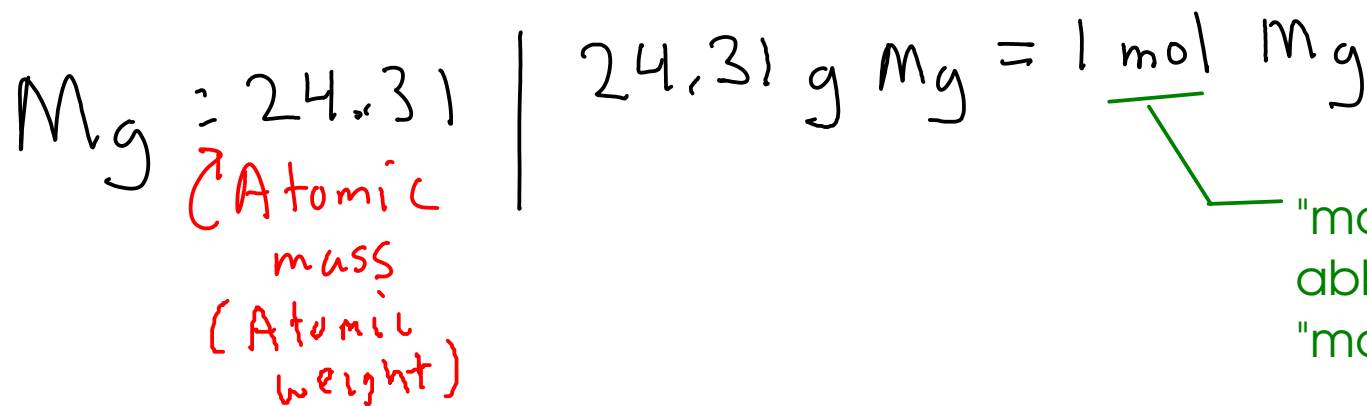 Mg : 24.31 | 24.31 g Mg = 1 mol Mg
Atomic
mass
(Atomic
weight)
"mo
abl
"mo